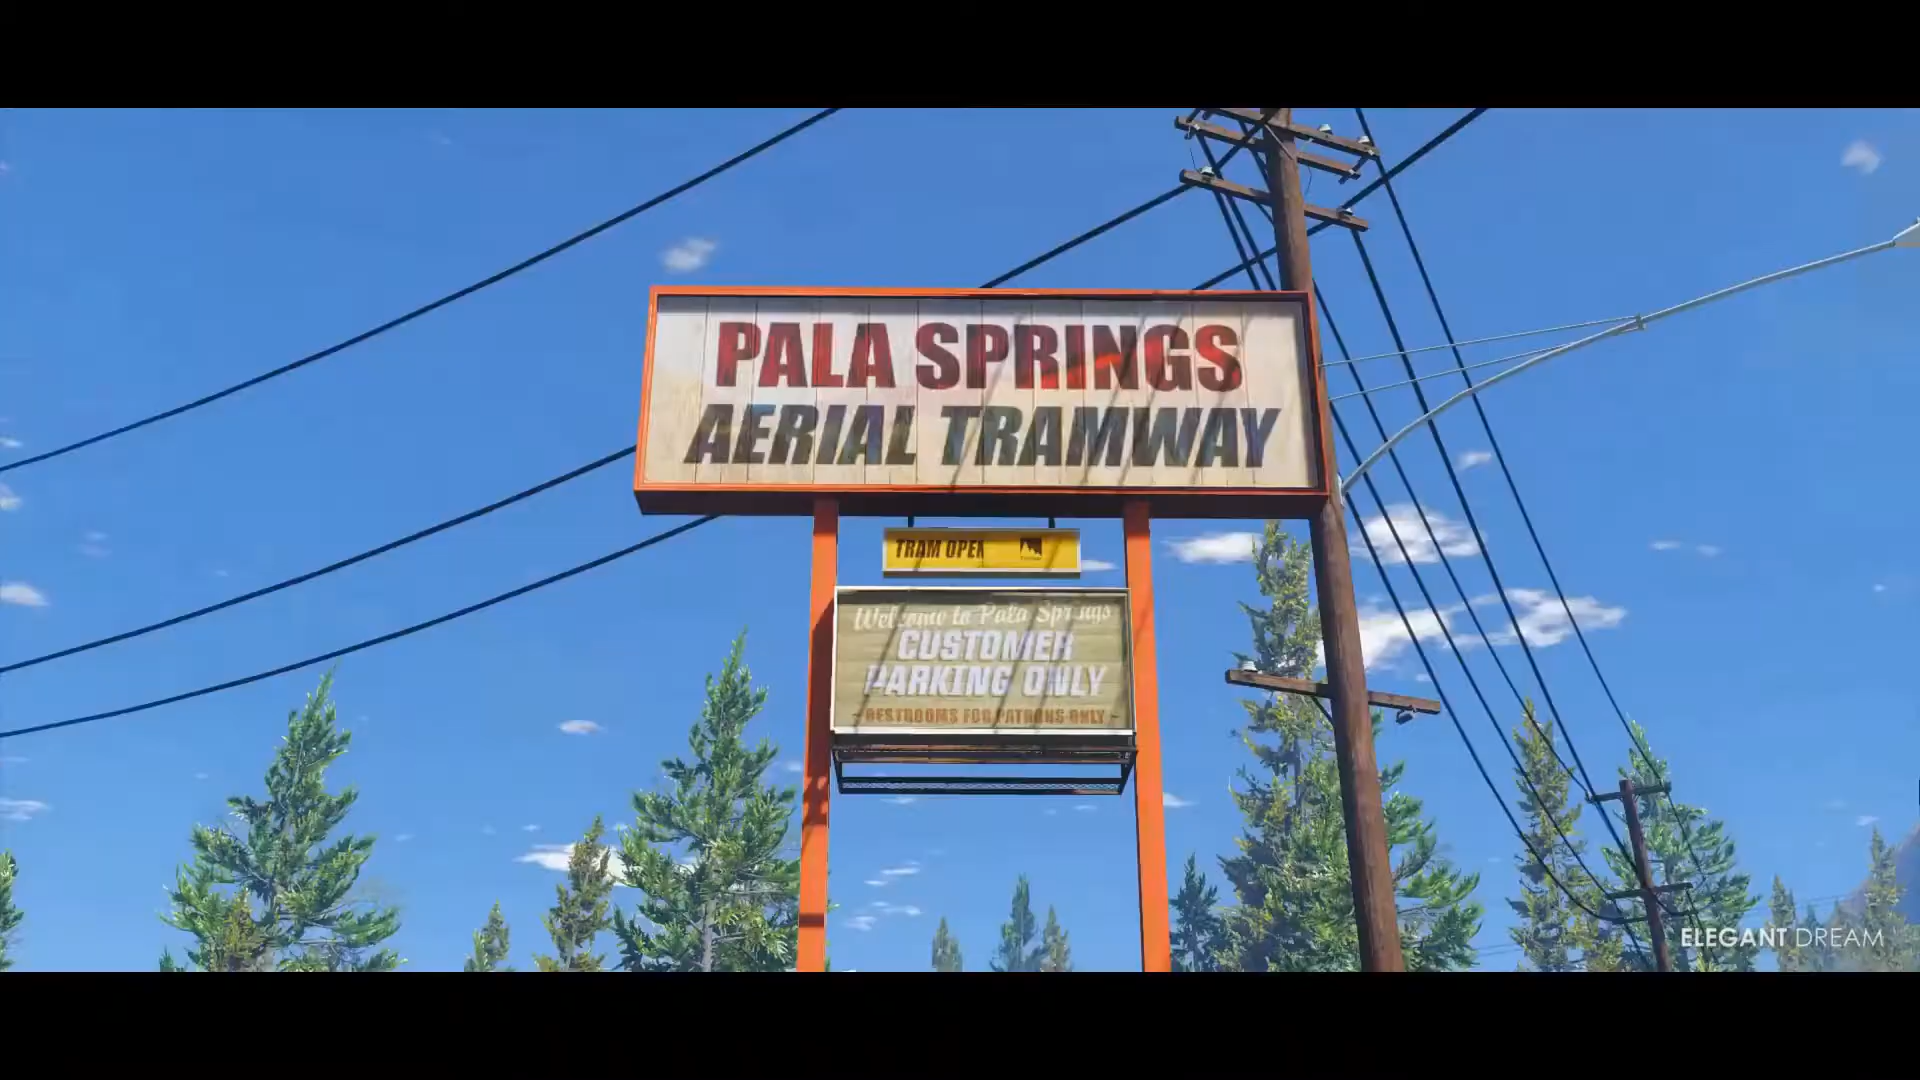 PALA SPRINGS
AERIAL TRAMWAY
TRAM OPEN
Welcome to Pala Springs
CUSTOMER
PARKING ONLY
~ RESTROOMS FOR PATRONS ONLY ~
ELEGANT DREAM